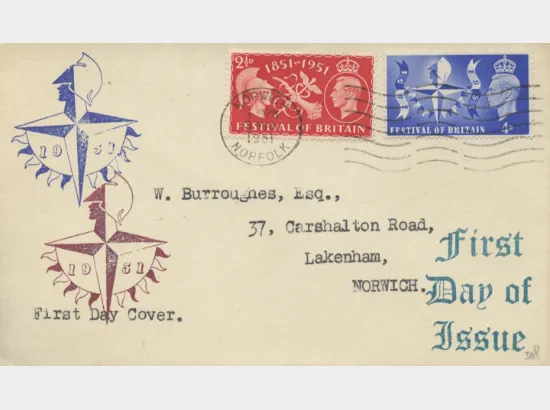 2½D
1851-1951
FESTIVAL OF BRITAIN
FESTIVAL OF BRITAIN 4D
NORWICH
1951
NORFOLK
19 51
19 51
W. Burroughes, Esq.,
37, Carshalton Road,
Lakenham,
NORWICH.
First Day Cover.
First
Day of
Issue